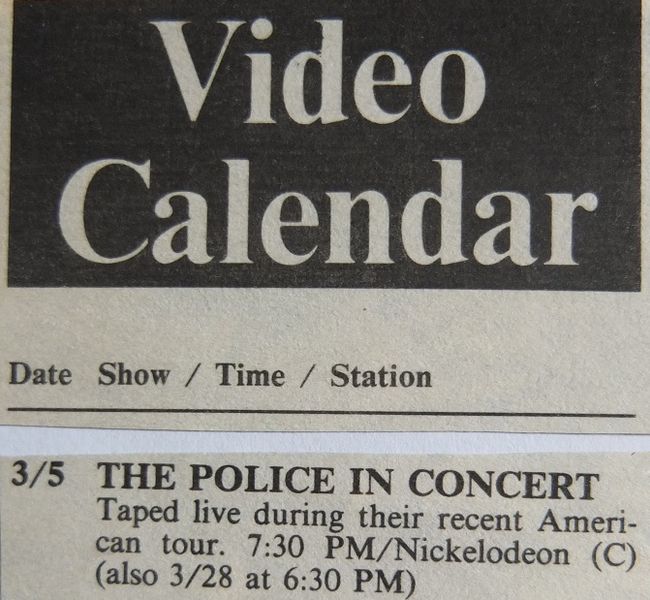 Video
Calendar
Date Show / Time / Station
3/5 THE POLICE IN CONCERT
Taped live during their recent Ameri-
can tour. 7:30 PM/Nickelodeon (C)
(also 3/28 at 6:30 PM)